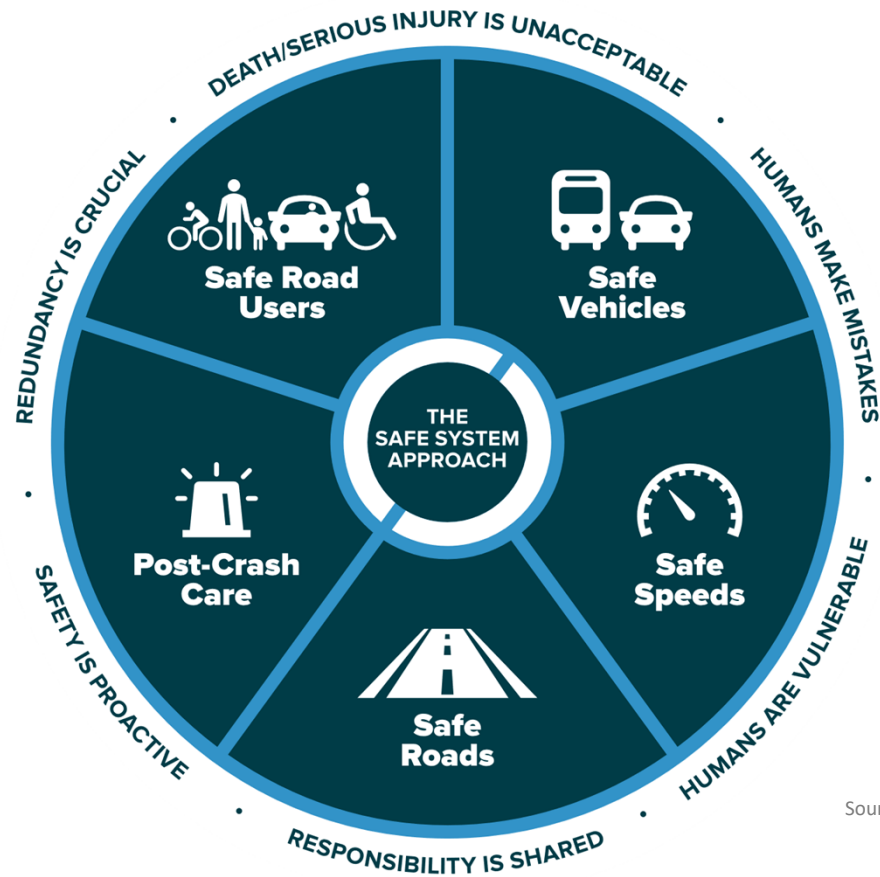 DEATH/SERIOUS INJURY IS UNACCEPTABLE
HUMANS MAKE MISTAKES
HUMANS ARE VULNERABLE
RESPONSIBILITY IS SHARED
SAFETY IS PROACTIVE
REDUNDANCY IS CRUCIAL
Safe Road
Users
Safe
Vehicles
THE
SAFE SYSTEM
APPROACH
Post-Crash
Care
Safe
Speeds
Safe
Roads